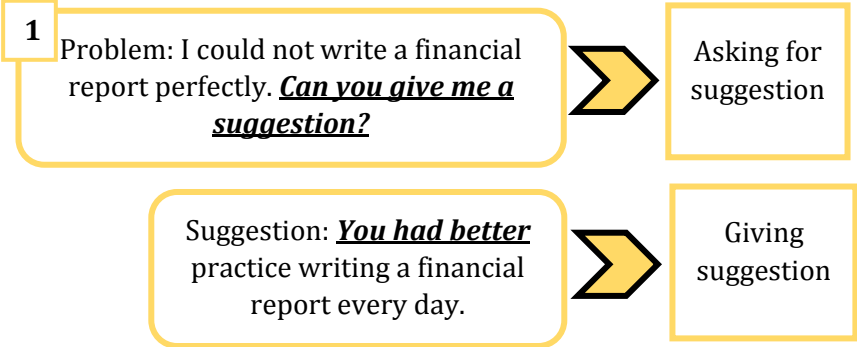 1
Problem: I could not write a financial
report perfectly. Can you give me a
suggestion?
Asking for
suggestion
Suggestion: You had better
practice writing a financial
report every day.
Giving
suggestion